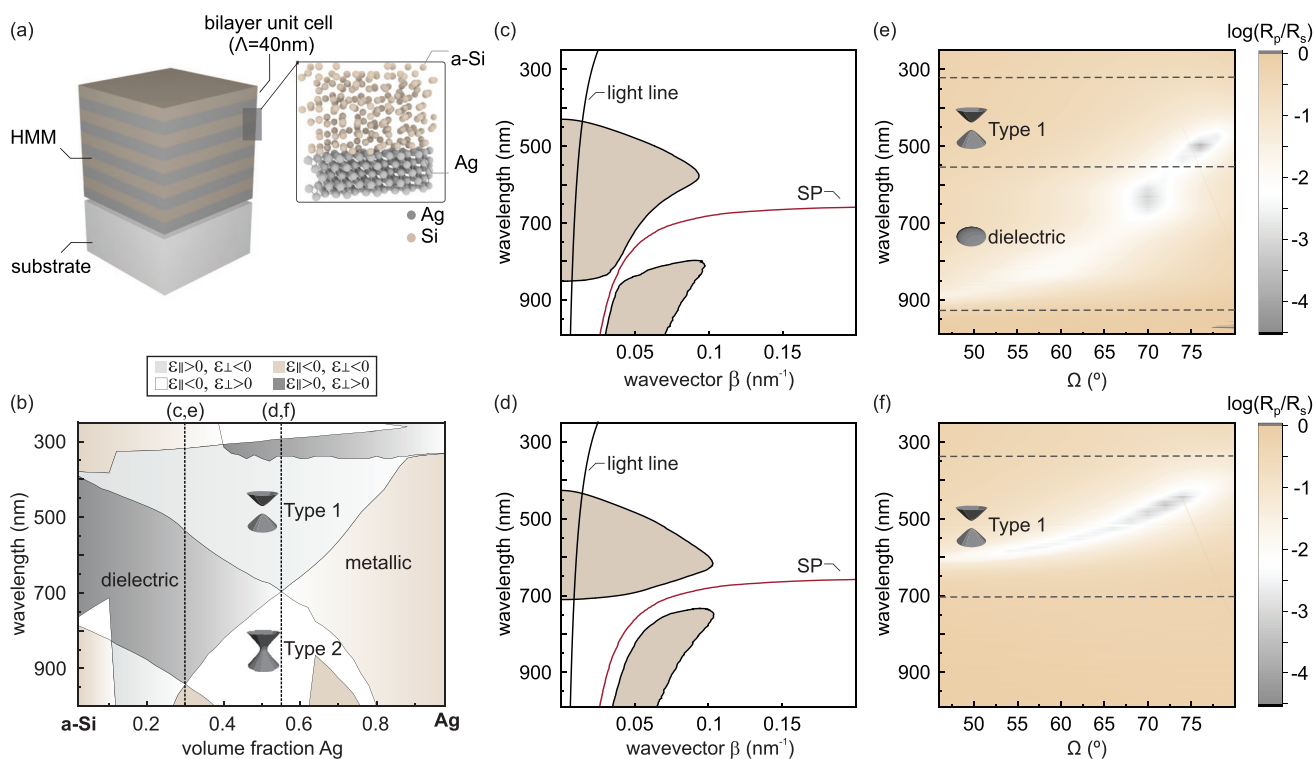 (a)
bilayer unit cell
(Λ=40nm)
a-Si
HMM
Ag
Ag
Si
substrate
(c)
light line
SP
wavelength (nm)
300
500
700
900
0.05
0.1
0.15
wavevector β (nm⁻¹)
(e)
log(Rp/Rs)
Type 1
dielectric
wavelength (nm)
300
500
700
900
50
55
60
65
70
75
Ω (º)
0
-1
-2
-3
-4
ε∥>0, ε⊥<0
ε∥<0, ε⊥<0
ε∥<0, ε⊥>0
ε∥>0, ε⊥>0
(b)
(c,e)
(d,f)
Type 1
dielectric
metallic
Type 2
wavelength (nm)
300
500
700
900
a-Si
0.2
0.4
0.6
0.8
Ag
volume fraction Ag
(d)
light line
SP
wavelength (nm)
300
500
700
900
0.05
0.1
0.15
wavevector β (nm⁻¹)
(f)
log(Rp/Rs)
Type 1
wavelength (nm)
300
500
700
900
50
55
60
65
70
75
Ω (º)
0
-1
-2
-3
-4